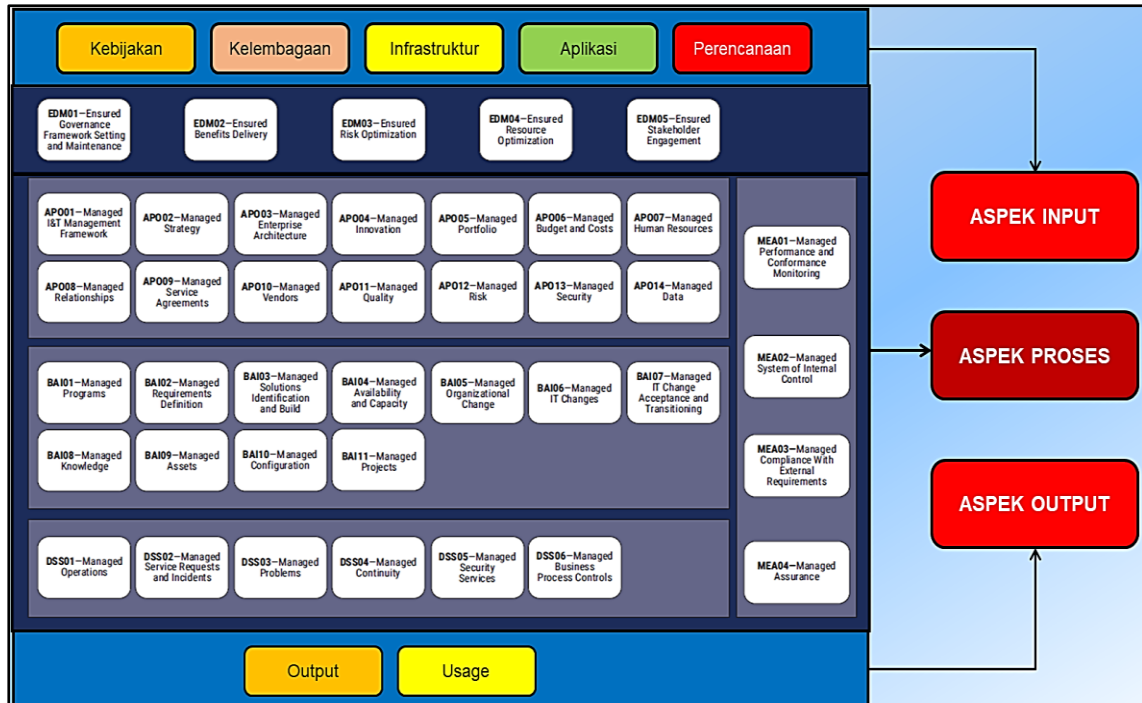 Kebijakan
Kelembagaan
Infrastruktur
Aplikasi
Perencanaan
EDM01—Ensured
Governance
Framework Setting
and Maintenance
EDM02—Ensured
Benefits Delivery
EDM03—Ensured
Risk Optimization
EDM04—Ensured
Resource
Optimization
EDM05—Ensured
Stakeholder
Engagement
APO01—Managed
I&T Management
Framework
APO02—Managed
Strategy
APO03—Managed
Enterprise
Architecture
APO04—Managed
Innovation
APO05—Managed
Portfolio
APO06—Managed
Budget and Costs
APO07—Managed
Human Resources
APO08—Managed
Relationships
APO09—Managed
Service
Agreements
APO10—Managed
Vendors
APO11—Managed
Quality
APO12—Managed
Risk
APO13—Managed
Security
APO14—Managed
Data
BAI01—Managed
Programs
BAI02—Managed
Requirements
Definition
BAI03—Managed
Solutions
Identification
and Build
BAI04—Managed
Availability
and Capacity
BAI05—Managed
Organizational
Change
BAI06—Managed
IT Changes
BAI07—Managed
IT Change
Acceptance and
Transitioning
BAI08—Managed
Knowledge
BAI09—Managed
Assets
BAI10—Managed
Configuration
BAI11—Managed
Projects
DSS01—Managed
Operations
DSS02—Managed
Service Requests
and Incidents
DSS03—Managed
Problems
DSS04—Managed
Continuity
DSS05—Managed
Security
Services
DSS06—Managed
Business
Process Controls
MEA01—Managed
Performance and
Conformance
Monitoring
MEA02—Managed
System of Internal
Control
MEA03—Managed
Compliance With
External
Requirements
MEA04—Managed
Assurance
Output
Usage
ASPEK INPUT
ASPEK PROSES
ASPEK OUTPUT